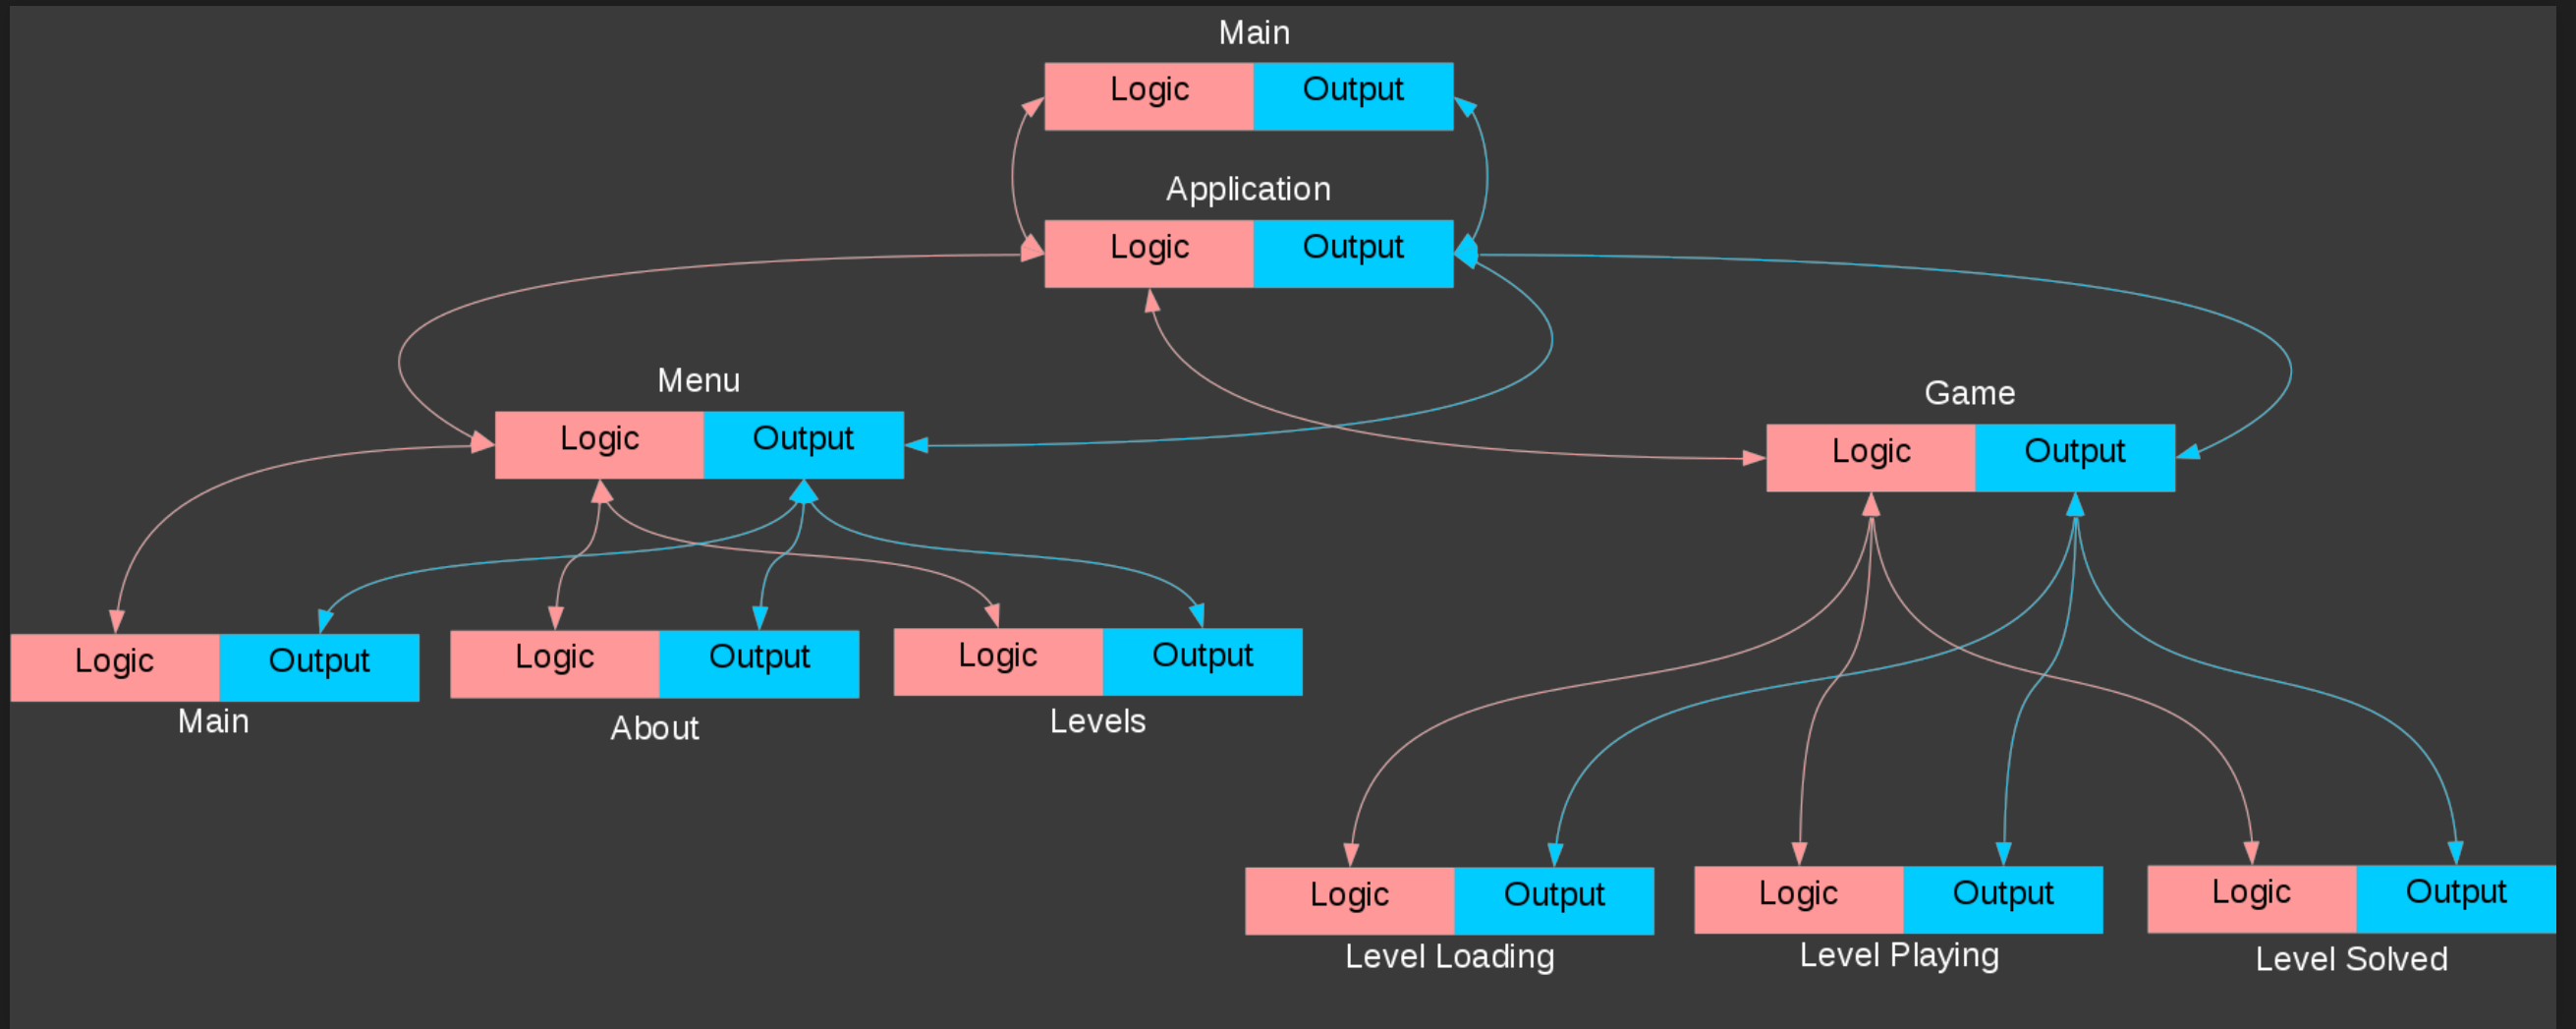 Main
Logic Output
Application
Logic Output
Menu
Logic Output
Game
Logic Output
Logic Output
Main
Logic Output
About
Logic Output
Levels
Logic Output
Level Loading
Logic Output
Level Playing
Logic Output
Level Solved